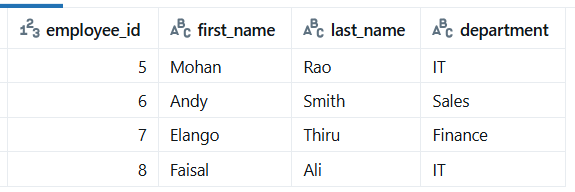 123 employee_id ABC first_name ABC last_name ABC department
5 Mohan Rao IT
6 Andy Smith Sales
7 Elango Thiru Finance
8 Faisal Ali IT